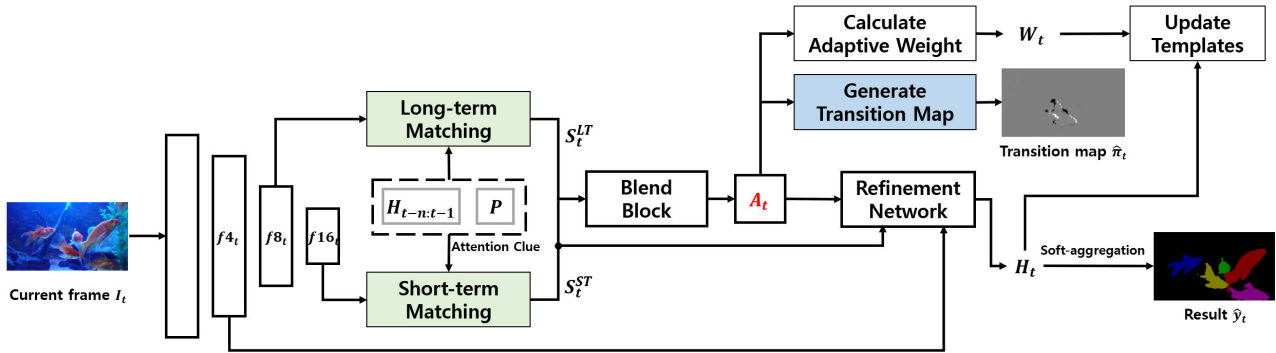 Current frame I_t
f4_t
f8_t
f16_t
Long-term
Matching
H_{t-n:t-1}
P
Attention Clue
Short-term
Matching
S_t^{LT}
S_t^{ST}
Blend
Block
A_t
Calculate
Adaptive Weight
W_t
Update
Templates
Generate
Transition Map
Transition map π̂_t
Refinement
Network
H_t
Soft-aggregation
Result ŷ_t